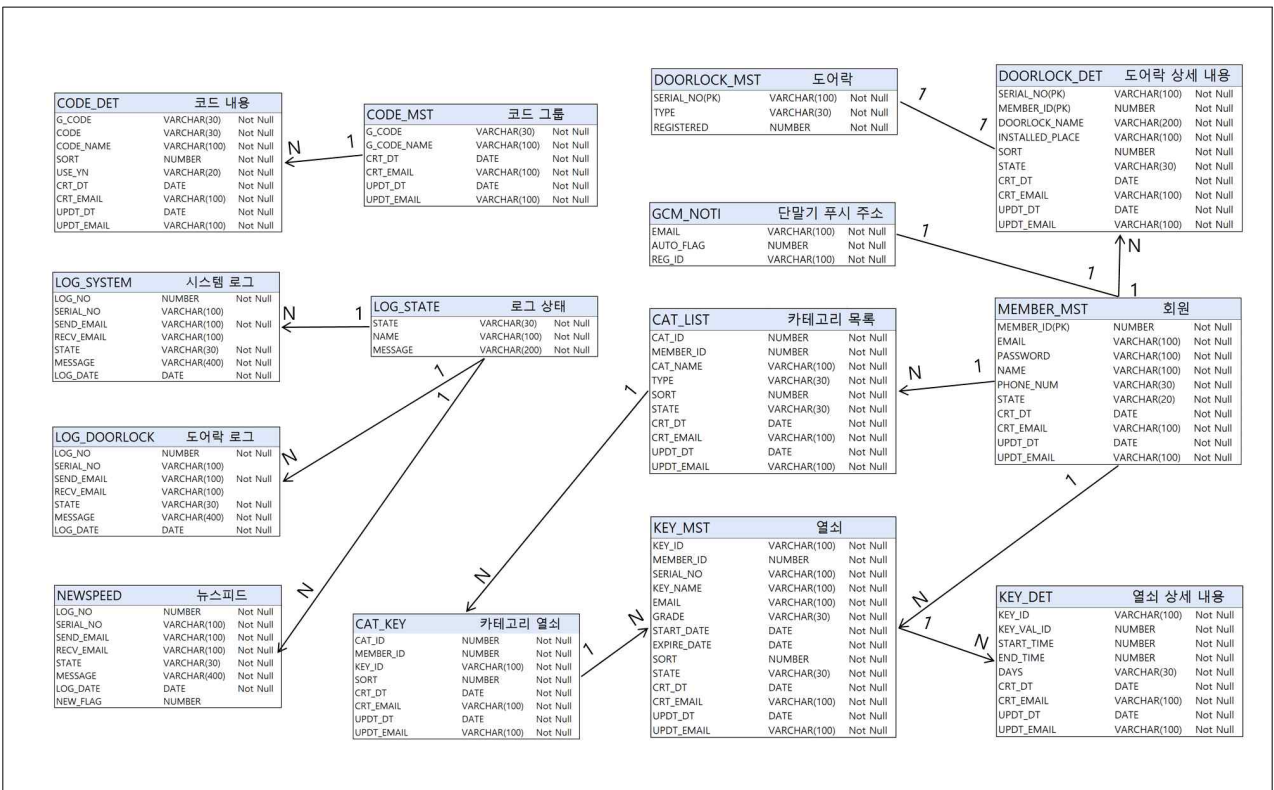 CODE_DET 코드 내용
G_CODE VARCHAR(30) Not Null
CODE VARCHAR(30) Not Null
CODE_NAME VARCHAR(100) Not Null
SORT NUMBER Not Null
USE_YN VARCHAR(20) Not Null
CRT_DT DATE Not Null
CRT_EMAIL VARCHAR(100) Not Null
UPDT_DT DATE Not Null
UPDT_EMAIL VARCHAR(100) Not Null
N 1
CODE_MST 코드 그룹
G_CODE VARCHAR(30) Not Null
G_CODE_NAME VARCHAR(100) Not Null
CRT_DT DATE Not Null
CRT_EMAIL VARCHAR(100) Not Null
UPDT_DT DATE Not Null
UPDT_EMAIL VARCHAR(100) Not Null
DOORLOCK_MST 도어락
SERIAL_NO(PK) VARCHAR(100) Not Null
TYPE VARCHAR(30) Not Null
REGISTERED NUMBER Not Null
1
1
DOORLOCK_DET 도어락 상세 내용
SERIAL_NO(PK) VARCHAR(100) Not Null
MEMBER_ID(PK) NUMBER Not Null
DOORLOCK_NAME VARCHAR(200) Not Null
INSTALLED_PLACE VARCHAR(100) Not Null
SORT NUMBER Not Null
STATE VARCHAR(30) Not Null
CRT_DT DATE Not Null
CRT_EMAIL VARCHAR(100) Not Null
UPDT_DT DATE Not Null
UPDT_EMAIL VARCHAR(100) Not Null
GCM_NOTI 단말기 푸시 주소
EMAIL VARCHAR(100) Not Null
AUTO_FLAG NUMBER Not Null
REG_ID VARCHAR(100) Not Null
1
1
N
1
LOG_SYSTEM 시스템 로그
LOG_NO NUMBER Not Null
SERIAL_NO VARCHAR(100)
SEND_EMAIL VARCHAR(100) Not Null
RECV_EMAIL VARCHAR(100)
STATE VARCHAR(30) Not Null
MESSAGE VARCHAR(400) Not Null
LOG_DATE DATE Not Null
N 1
LOG_STATE 로그 상태
STATE VARCHAR(30) Not Null
NAME VARCHAR(100) Not Null
MESSAGE VARCHAR(200) Not Null
1
1
CAT_LIST 카테고리 목록
CAT_ID NUMBER Not Null
MEMBER_ID NUMBER Not Null
CAT_NAME VARCHAR(100) Not Null
TYPE VARCHAR(30) Not Null
SORT NUMBER Not Null
STATE VARCHAR(30) Not Null
CRT_DT DATE Not Null
CRT_EMAIL VARCHAR(100) Not Null
UPDT_DT DATE Not Null
UPDT_EMAIL VARCHAR(100) Not Null
1
N 1
MEMBER_MST 회원
MEMBER_ID(PK) NUMBER Not Null
EMAIL VARCHAR(100) Not Null
PASSWORD VARCHAR(100) Not Null
NAME VARCHAR(100) Not Null
PHONE_NUM VARCHAR(30) Not Null
STATE VARCHAR(20) Not Null
CRT_DT DATE Not Null
CRT_EMAIL VARCHAR(100) Not Null
UPDT_DT DATE Not Null
UPDT_EMAIL VARCHAR(100) Not Null
1
LOG_DOORLOCK 도어락 로그
LOG_NO NUMBER Not Null
SERIAL_NO VARCHAR(100)
SEND_EMAIL VARCHAR(100) Not Null
RECV_EMAIL VARCHAR(100)
STATE VARCHAR(30) Not Null
MESSAGE VARCHAR(400) Not Null
LOG_DATE DATE Not Null
N
NEWSPEED 뉴스피드
LOG_NO NUMBER Not Null
SERIAL_NO VARCHAR(100) Not Null
SEND_EMAIL VARCHAR(100) Not Null
RECV_EMAIL VARCHAR(100) Not Null
STATE VARCHAR(30) Not Null
MESSAGE VARCHAR(400) Not Null
LOG_DATE DATE Not Null
NEW_FLAG NUMBER
N
N
CAT_KEY 카테고리 열쇠
CAT_ID NUMBER Not Null
MEMBER_ID NUMBER Not Null
KEY_ID VARCHAR(100) Not Null
SORT NUMBER Not Null
CRT_DT DATE Not Null
CRT_EMAIL VARCHAR(100) Not Null
UPDT_DT DATE Not Null
UPDT_EMAIL VARCHAR(100) Not Null
1
N
KEY_MST 열쇠
KEY_ID VARCHAR(100) Not Null
MEMBER_ID NUMBER Not Null
SERIAL_NO VARCHAR(100) Not Null
KEY_NAME VARCHAR(100) Not Null
EMAIL VARCHAR(100) Not Null
GRADE VARCHAR(30) Not Null
START_DATE DATE Not Null
EXPIRE_DATE DATE Not Null
SORT NUMBER Not Null
STATE VARCHAR(30) Not Null
CRT_DT DATE Not Null
CRT_EMAIL VARCHAR(100) Not Null
UPDT_DT DATE Not Null
UPDT_EMAIL VARCHAR(100) Not Null
N
1
N
KEY_DET 열쇠 상세 내용
KEY_ID VARCHAR(100) Not Null
KEY_VAL_ID NUMBER Not Null
START_TIME NUMBER Not Null
END_TIME NUMBER Not Null
DAYS VARCHAR(30) Not Null
CRT_DT DATE Not Null
CRT_EMAIL VARCHAR(100) Not Null
UPDT_DT DATE Not Null
UPDT_EMAIL VARCHAR(100) Not Null